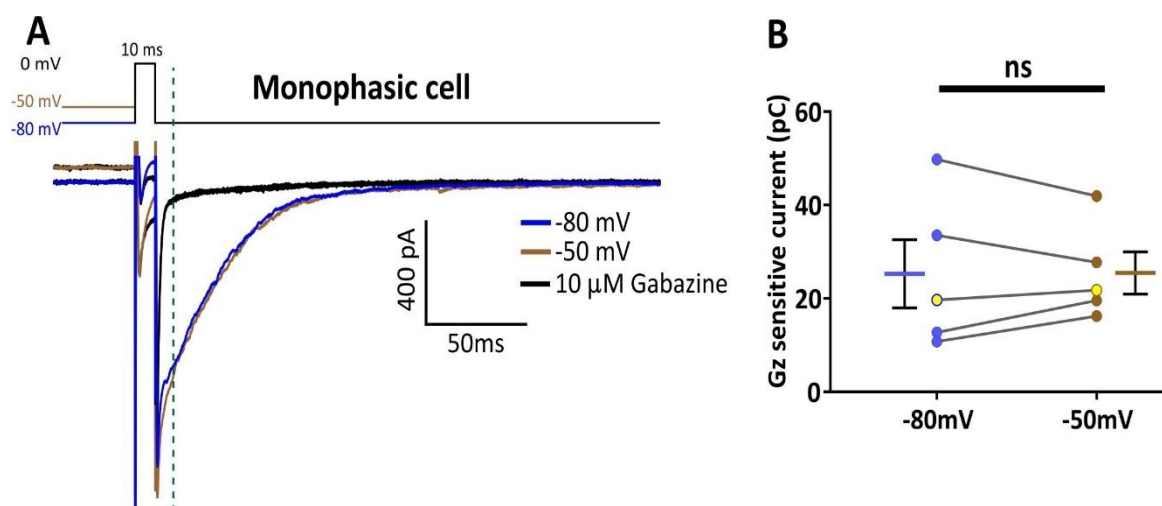 A
10 ms
0 mV
-50 mV
-80 mV
Monophasic cell
-80 mV
-50 mV
10 µM Gabazine
400 pA
50ms
B
ns
Gz sensitive current (pC)
60
40
20
0
-80mV
-50mV